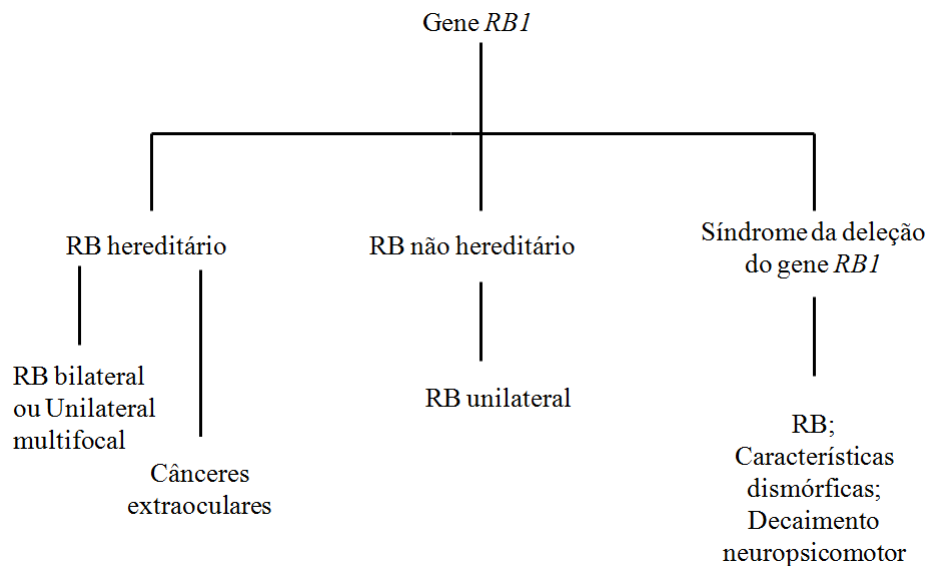 Gene RB1
RB hereditário
RB não hereditário
Síndrome da deleção
do gene RB1
RB bilateral
ou Unilateral
multifocal
Cânceres
extraoculares
RB unilateral
RB;
Características
dismórficas;
Decaimento
neuropsicomotor